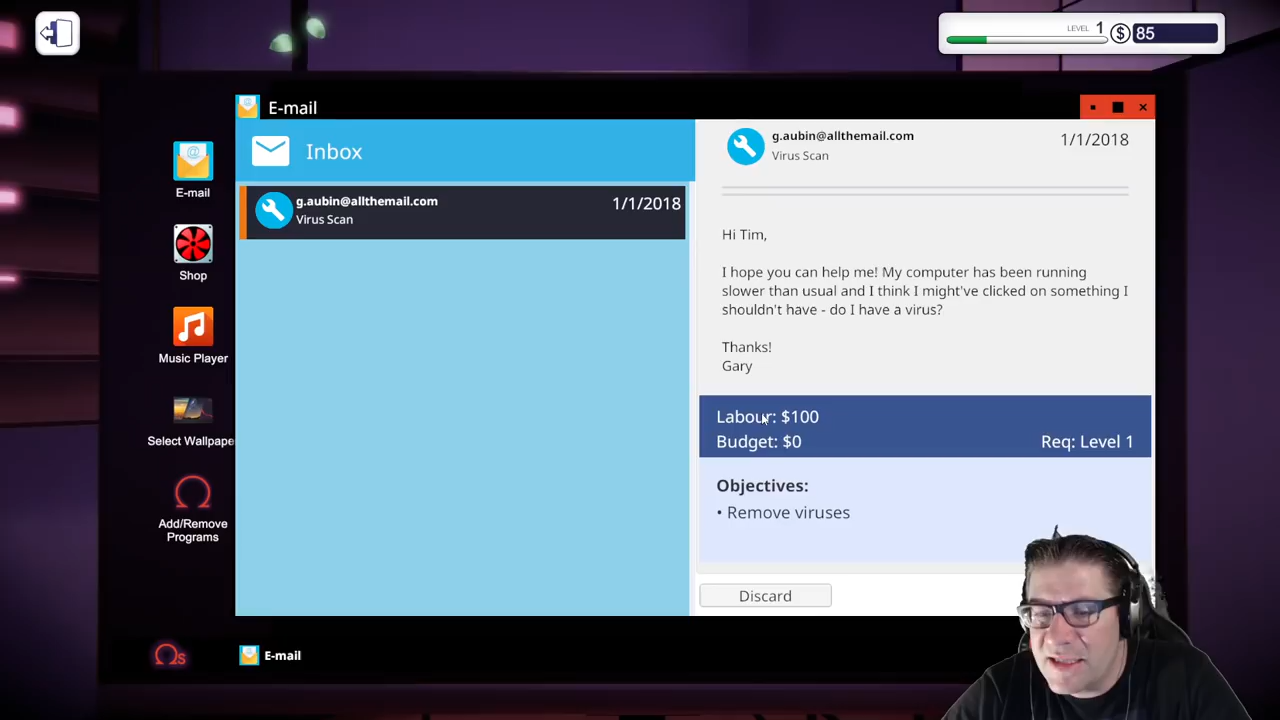 LEVEL 1 $ 85
E-mail
Inbox
g.aubin@allthemail.com 1/1/2018
Virus Scan
g.aubin@allthemail.com 1/1/2018
Virus Scan
Hi Tim,
I hope you can help me! My computer has been running
slower than usual and I think I might've clicked on something I
shouldn't have - do I have a virus?
Thanks!
Gary
Labour: $100
Budget: $0 Req: Level 1
Objectives:
• Remove viruses
Discard
E-mail
Shop
Music Player
Select Wallpape
Add/Remove
Programs
Ωs E-mail